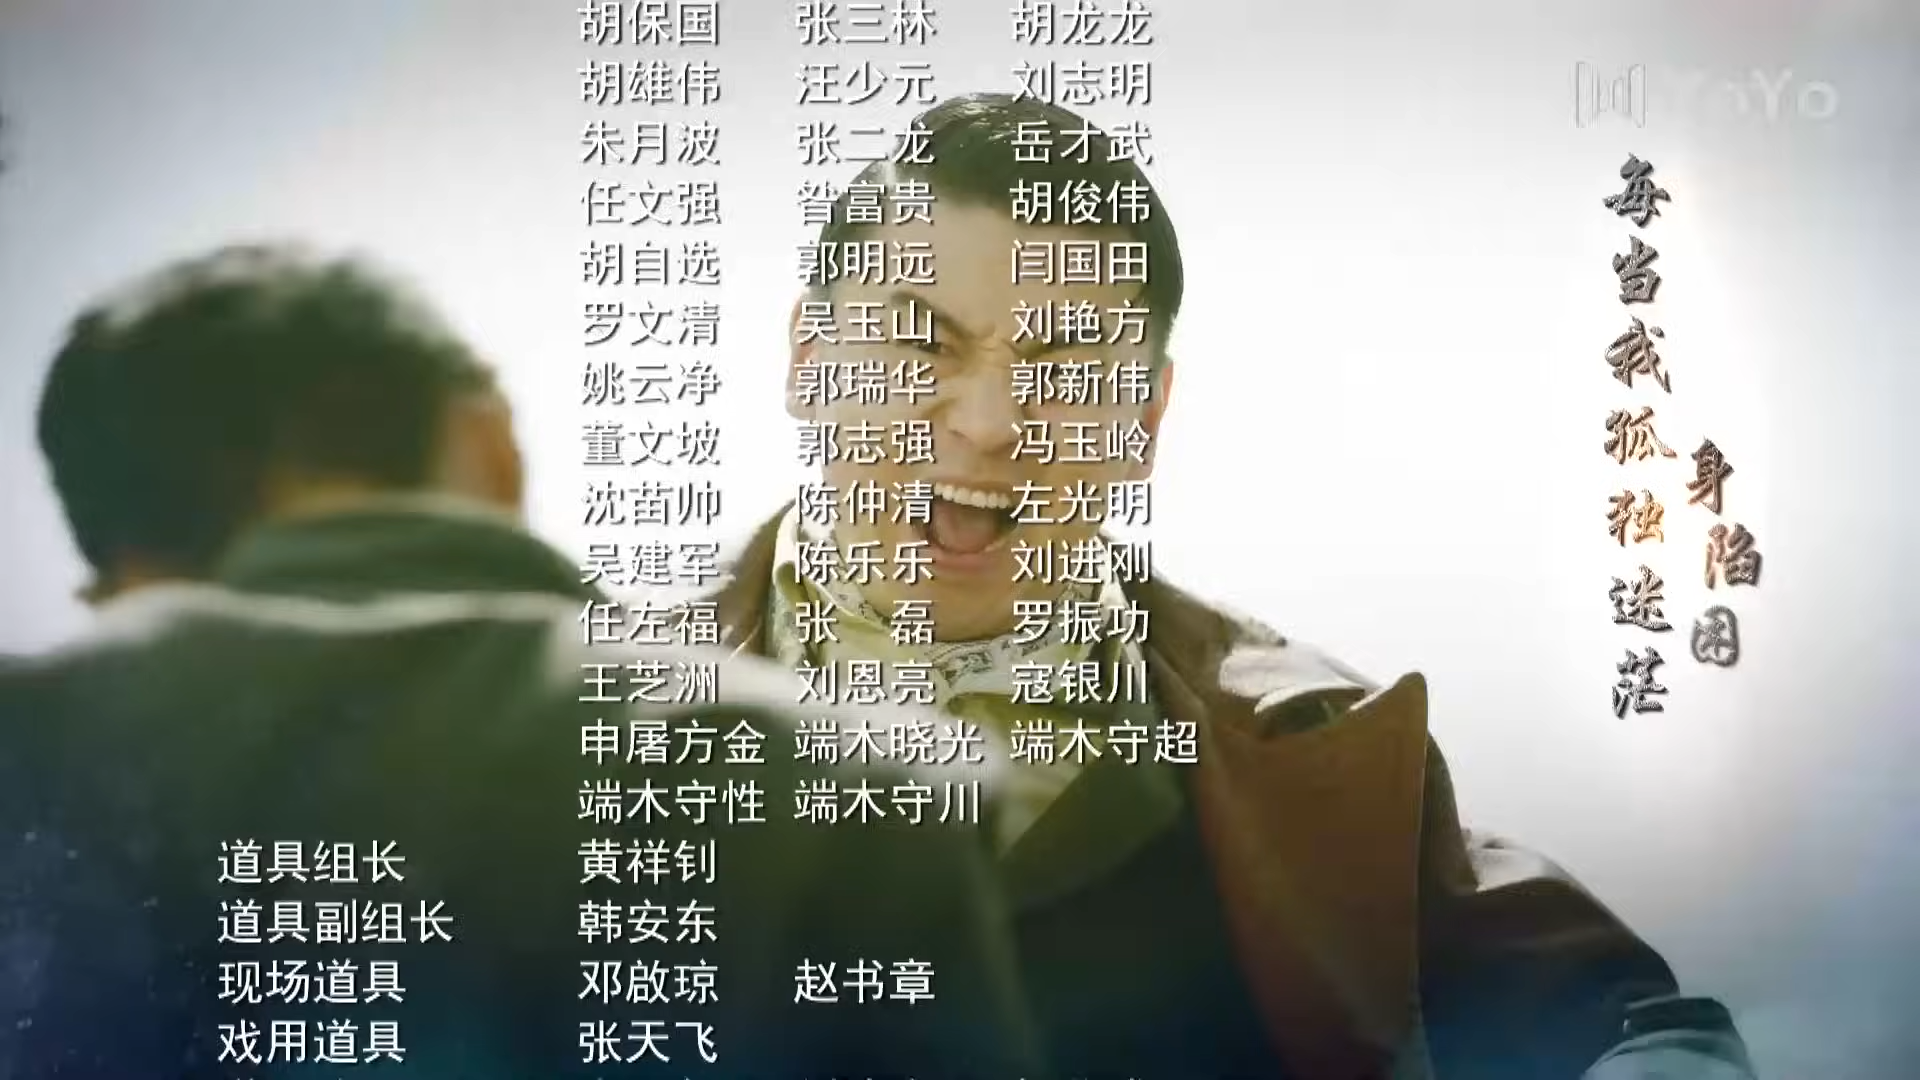 胡保国 张三林 胡龙龙
胡雄伟 汪少元 刘志明
朱月波 张二龙 岳才武
任文强 昝富贵 胡俊伟
胡自选 郭明远 闫国田
罗文清 吴玉山 刘艳方
姚云净 郭瑞华 郭新伟
董文坡 郭志强 冯玉岭
沈苗帅 陈仲清 左光明
吴建军 陈乐乐 刘进刚
任左福 张 磊 罗振功
王芝洲 刘恩亮 寇银川
申屠方金 端木晓光 端木守超
端木守性 端木守川
道具组长 黄祥钊
道具副组长 韩安东
现场道具 邓啟琼 赵书章
戏用道具 张天飞
YoYo
每当我孤独迷茫
身陷困